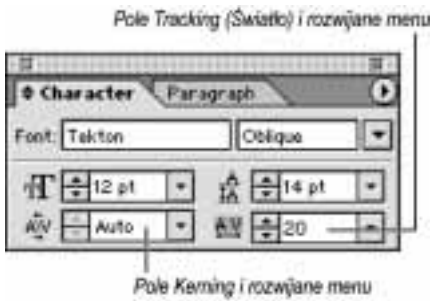 Pole Tracking (Światło) i rozwijane menu
Character Paragraph
Font: Tekton Oblique
12 pt 14 pt
Auto 20
Pole Kerning i rozwijane menu